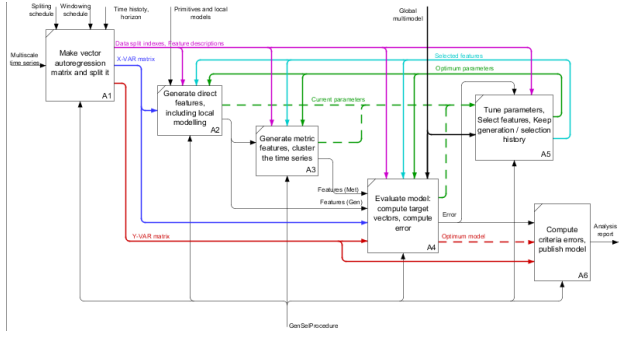 Spliting
schedule
Windowing
schedule
Time histoty,
horizon
Primitives and local
models
Global
multimodel
Multiscale
time series
Make vector
autoregression
matrix and split it
A1
Data split indexes, Feature descriptions
X-VAR matrix
Selected features
Optimum parameters
Generate direct
features,
including local
modelling
A2
Current parameters
Tune parameters,
Select features, Keep
generation / selection
history
A5
Generate metric
features, cluster
the time series
A3
Features (Met)
Features (Gen)
Evaluate model:
compute target
vectors, compute
error
A4
Error
Y-VAR matrix
Optimum model
Compute
criteria errors,
publish model
A6
Analysis
report
GenSelProcedure